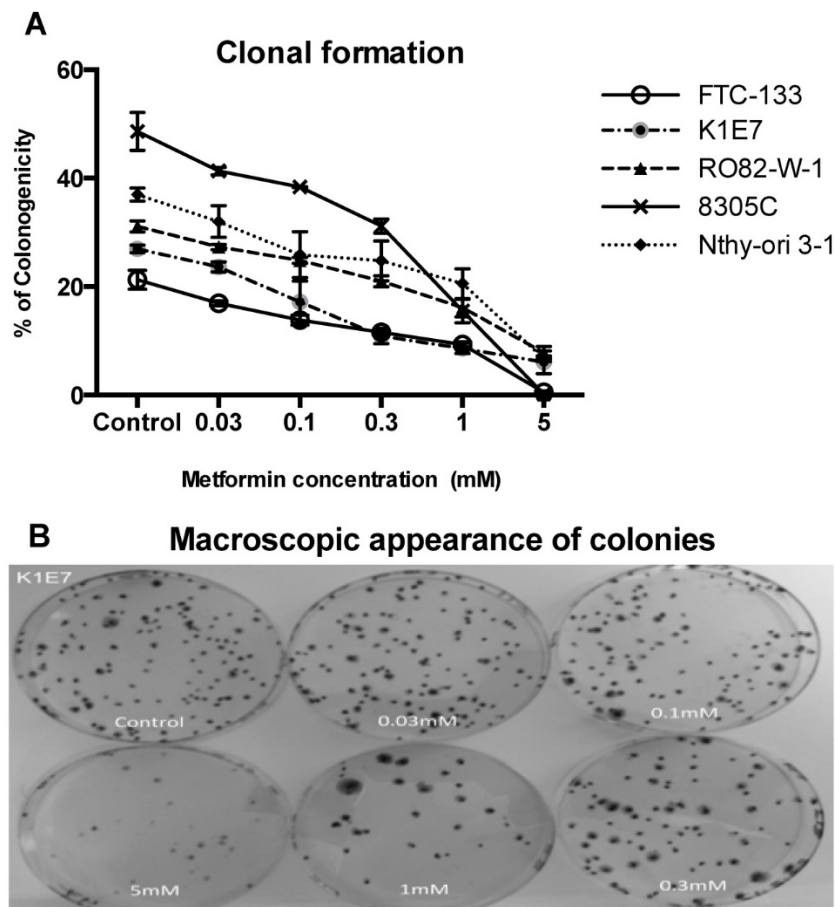 A
Clonal formation
60
40
20
0
% of Colonogenicity
Control 0.03 0.1 0.3 1 5
Metformin concentration (mM)
FTC-133
K1E7
RO82-W-1
8305C
Nthy-ori 3-1
B Macroscopic appearance of colonies
K1E7
Control 0.03mM 0.1mM
5mM 1mM 0.3mM